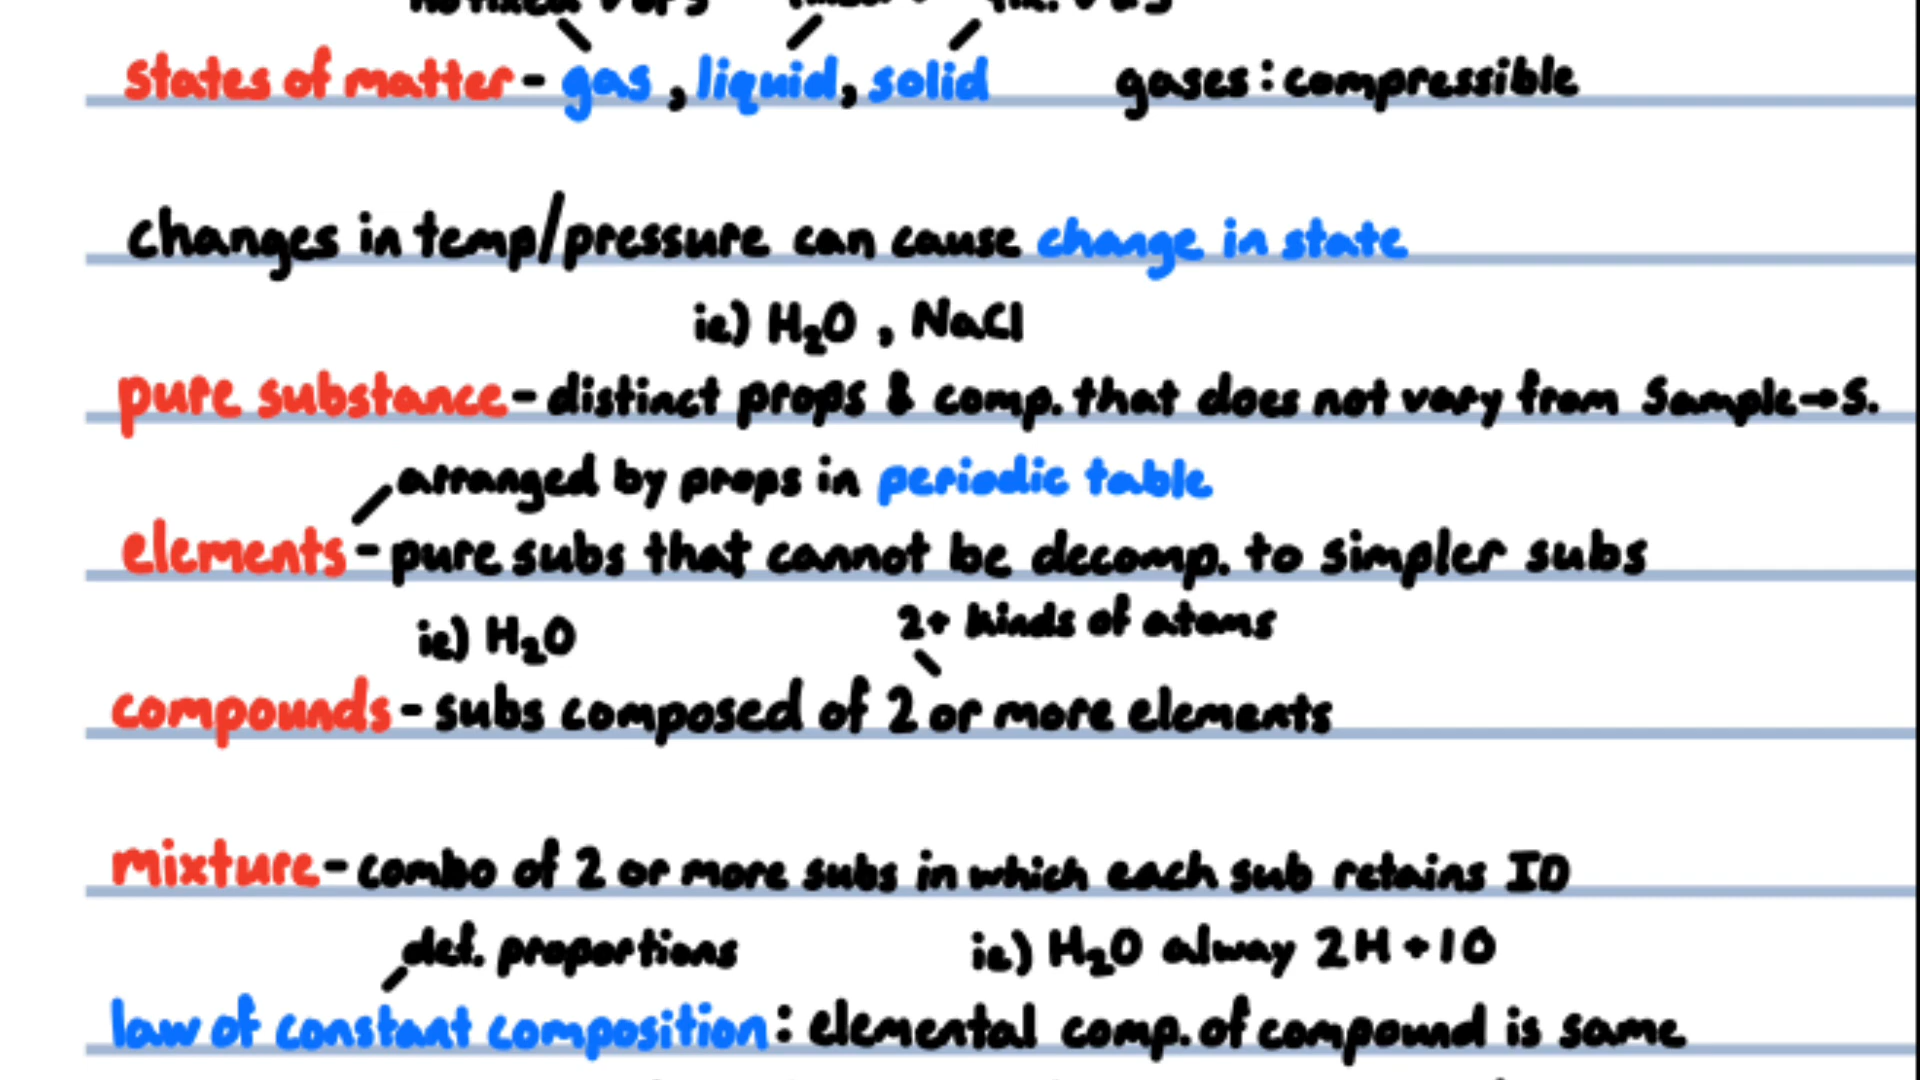 states of matter - gas, liquid, solid gases: compressible
changes in temp/pressure can cause change in state
ie) H₂O, NaCl
pure substance - distinct props & comp. that does not vary from sample→s.
arranged by props in periodic table
elements - pure subs that cannot be decomp. to simpler subs
ie) H₂O 2+ kinds of atoms
compounds - subs composed of 2 or more elements
mixture - combo of 2 or more subs in which each sub retains ID
def. proportions ie) H₂O alway 2H + 1O
law of constant composition: elemental comp. of compound is same